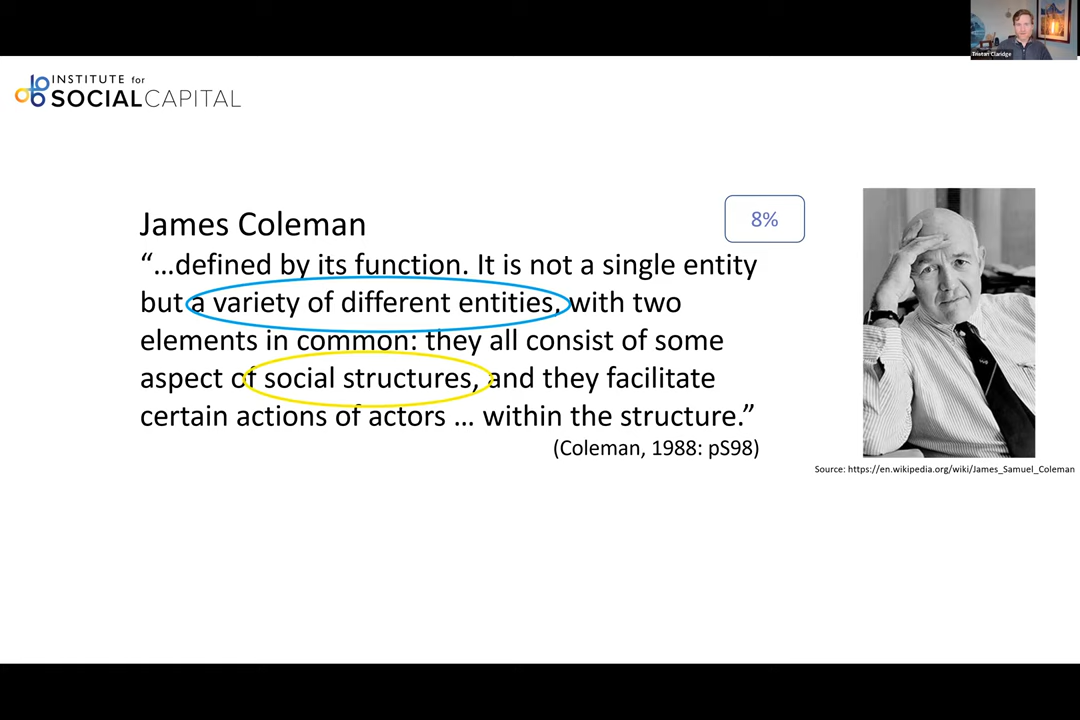 Tristan Claridge
INSTITUTE for
SOCIALCAPITAL
James Coleman
8%
“…defined by its function. It is not a single entity
but a variety of different entities, with two
elements in common: they all consist of some
aspect of social structures, and they facilitate
certain actions of actors … within the structure.”
(Coleman, 1988: pS98)
Source: https://en.wikipedia.org/wiki/James_Samuel_Coleman